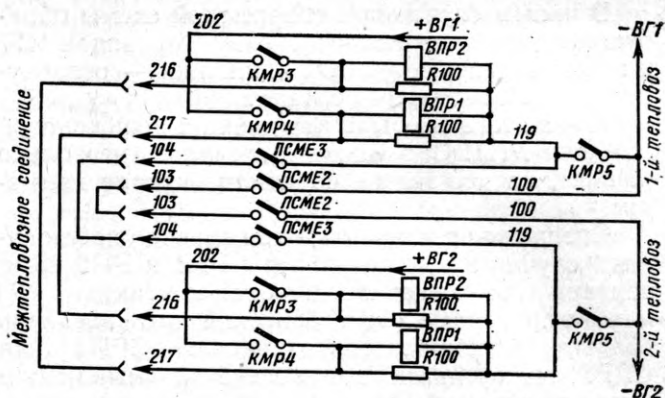 202
+ВГ1
-ВГ1
216
КМР3
ВПР2
R100
КМР4
ВПР1
R100
217
119
104
ПСМЕ3
КМР5
103
ПСМЕ2
100
103
ПСМЕ2
100
104
ПСМЕ3
119
202
+ВГ2
КМР3
ВПР2
R100
216
КМР4
ВПР1
R100
КМР5
217
-ВГ2
Межтепловозное соединение
1-й тепловоз
2-й тепловоз